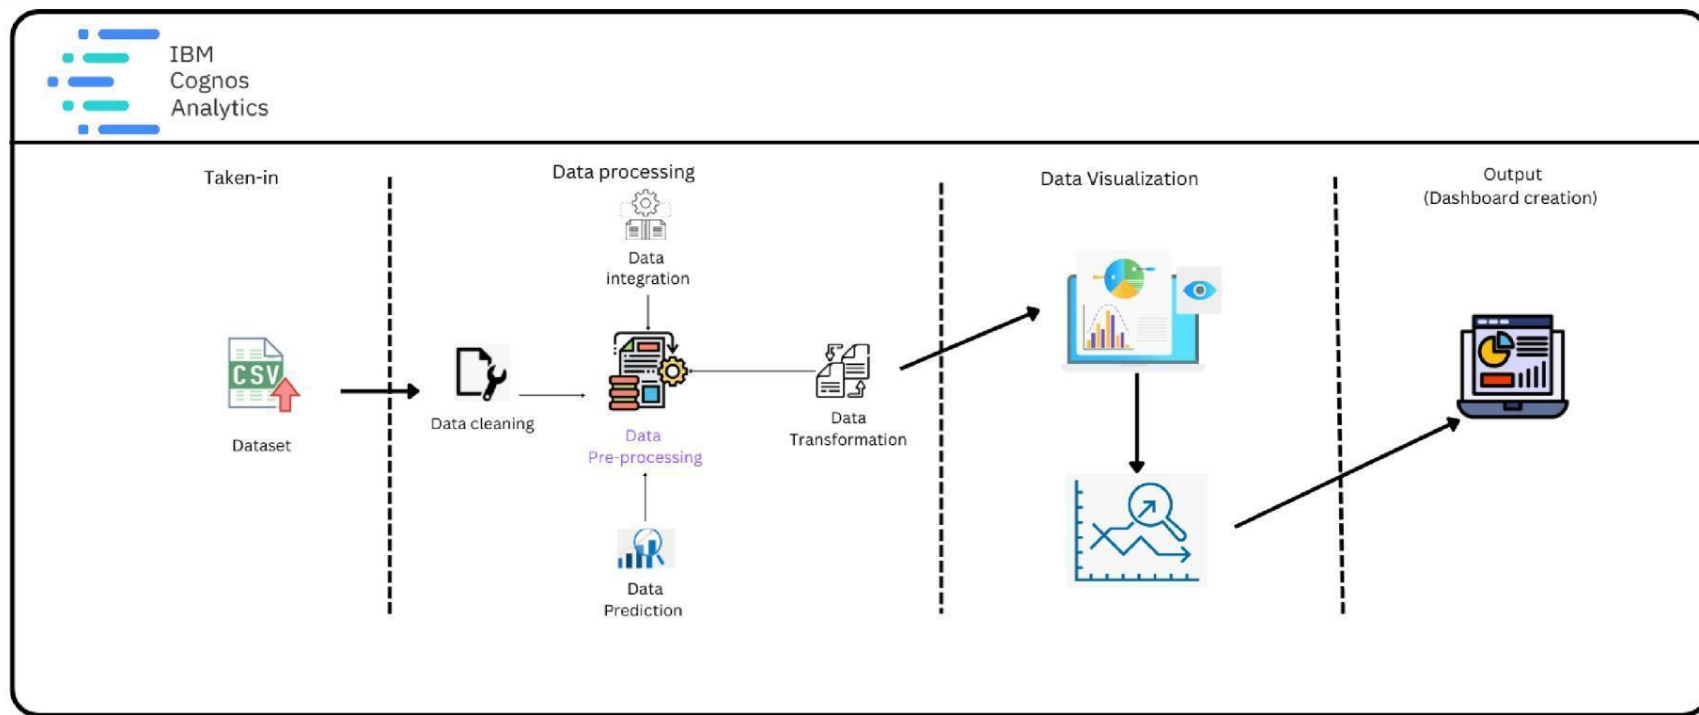 IBM
Cognos
Analytics
Taken-in
Data processing
Data Visualization
Output
(Dashboard creation)
Data
integration
CSV
Dataset
Data cleaning
Data
Pre-processing
Data
Transformation
Data
Prediction